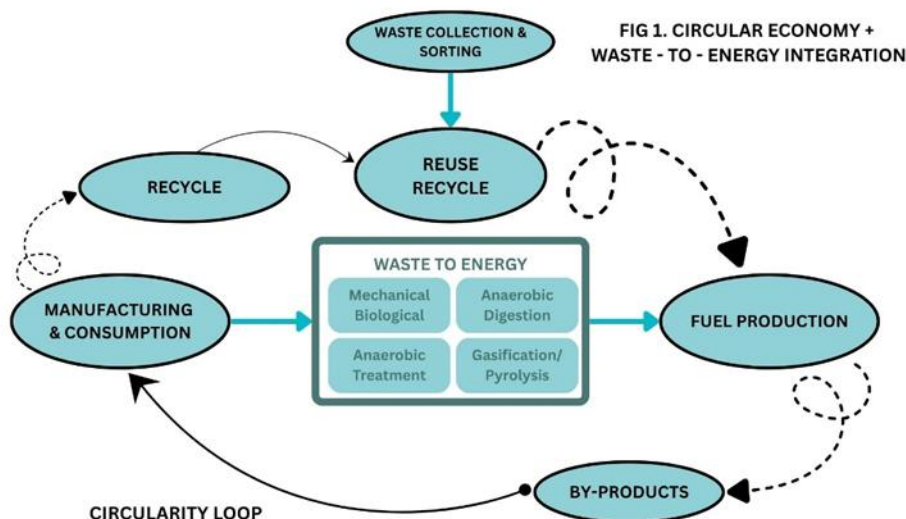 WASTE COLLECTION &
SORTING
FIG 1. CIRCULAR ECONOMY +
WASTE - TO - ENERGY INTEGRATION
RECYCLE
REUSE
RECYCLE
WASTE TO ENERGY
Mechanical
Biological
Anaerobic
Digestion
Anaerobic
Treatment
Gasification/
Pyrolysis
MANUFACTURING
& CONSUMPTION
FUEL PRODUCTION
BY-PRODUCTS
CIRCULARITY LOOP